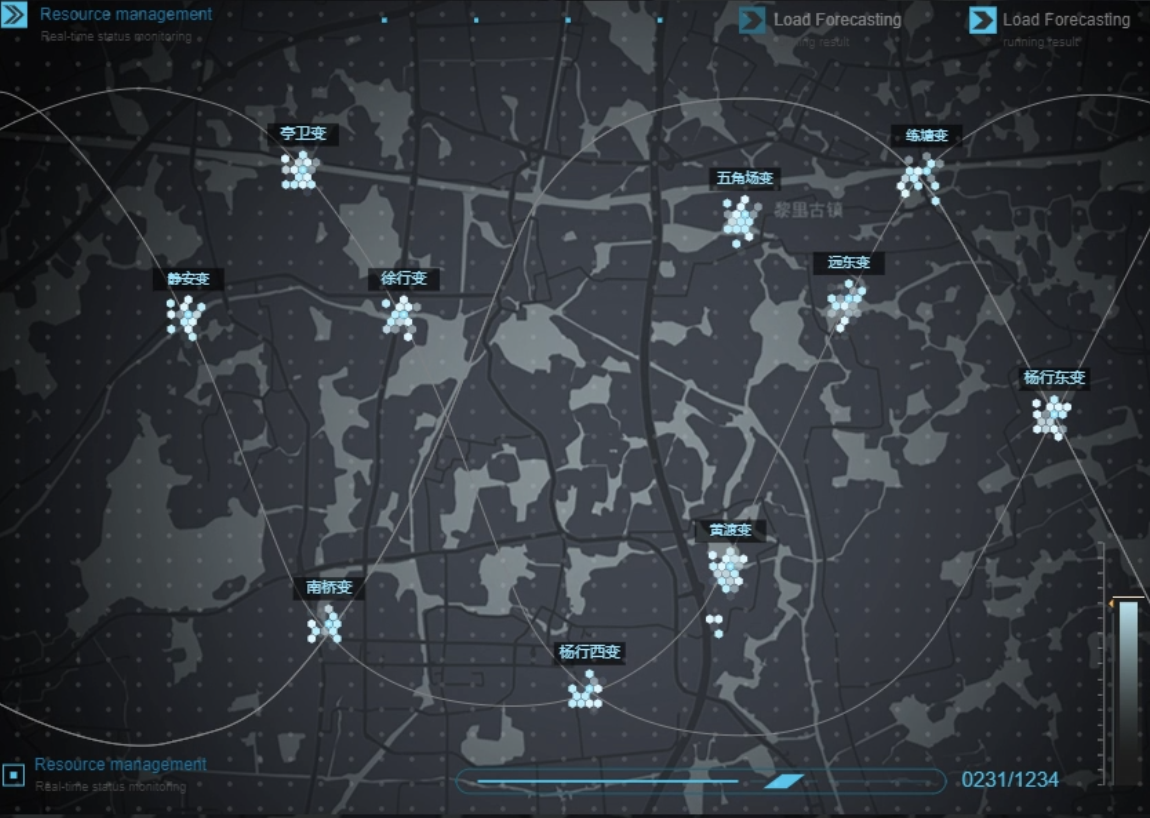 Resource management
Real-time status monitoring
Load Forecasting
running result
Load Forecasting
running result
亭卫变
练塘变
五角场变
黎里古镇
远东变
静安变
徐行变
杨行东变
黄渡变
南桥变
杨行西变
Resource management
Real-time status monitoring
0231/1234